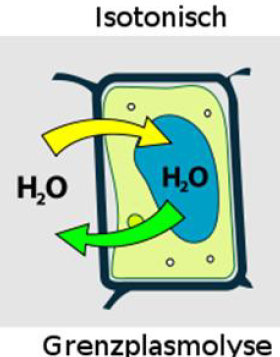 Isotonisch
H₂O
H₂O
Grenzplasmolyse